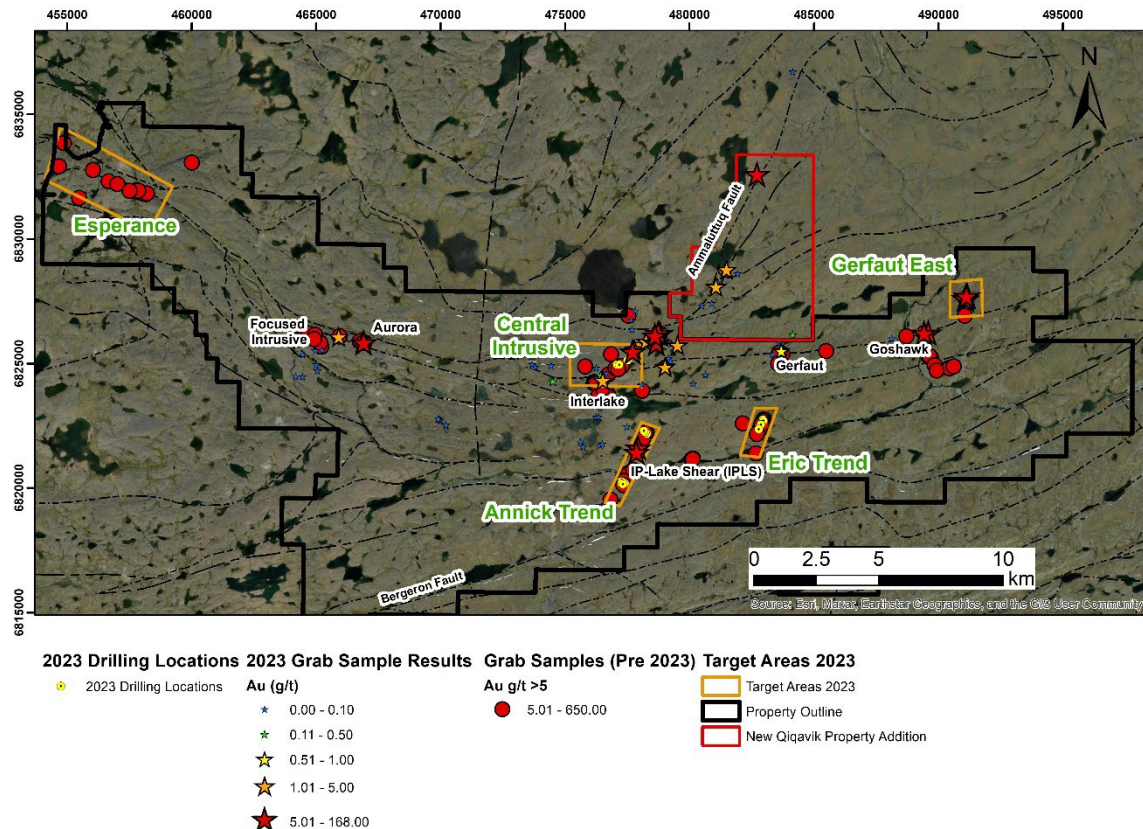 455000 460000 465000 470000 475000 480000 485000 490000 495000
6835000
6830000
6825000
6820000
6815000
N
Esperance
Ammaluttuq Fault
Gerfaut East
Focused
Intrusive
Aurora
Central
Intrusive
Goshawk
Gerfaut
Interlake
IP-Lake Shear (IPLS)
Eric Trend
Annick Trend
Bergeron Fault
0 2.5 5 10
km
Source: Esri, Maxar, Earthstar Geographics, and the GIS User Community
2023 Drilling Locations
2023 Drilling Locations
2023 Grab Sample Results
Au (g/t)
0.00 - 0.10
0.11 - 0.50
0.51 - 1.00
1.01 - 5.00
5.01 - 168.00
Grab Samples (Pre 2023)
Au g/t >5
5.01 - 650.00
Target Areas 2023
Target Areas 2023
Property Outline
New Qiqavik Property Addition